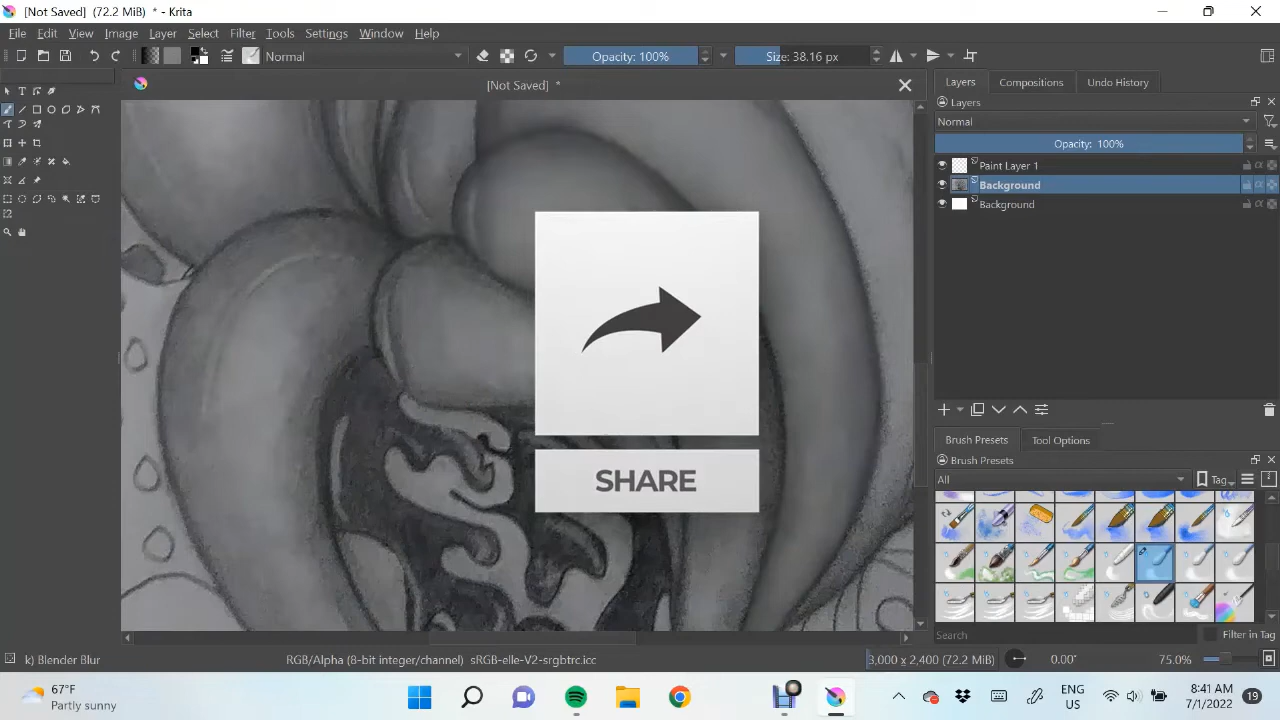 [Not Saved] (72.2 MiB) * - Krita
File Edit View Image Layer Select Filter Tools Settings Window Help
Normal
Opacity: 100%
Size: 38.16 px
[Not Saved] *
Layers Compositions Undo History
Layers
Normal
Opacity: 100%
Paint Layer 1
Background
Background
SHARE
Brush Presets Tool Options
Brush Presets
All
Tag
Search
Filter in Tag
k) Blender Blur
RGB/Alpha (8-bit integer/channel) sRGB-elle-V2-srgbtrc.icc
3,000 x 2,400 (72.2 MiB)
0.00°
75.0%
67°F
Partly sunny
ENG
US
8:41 AM
7/1/2022
19